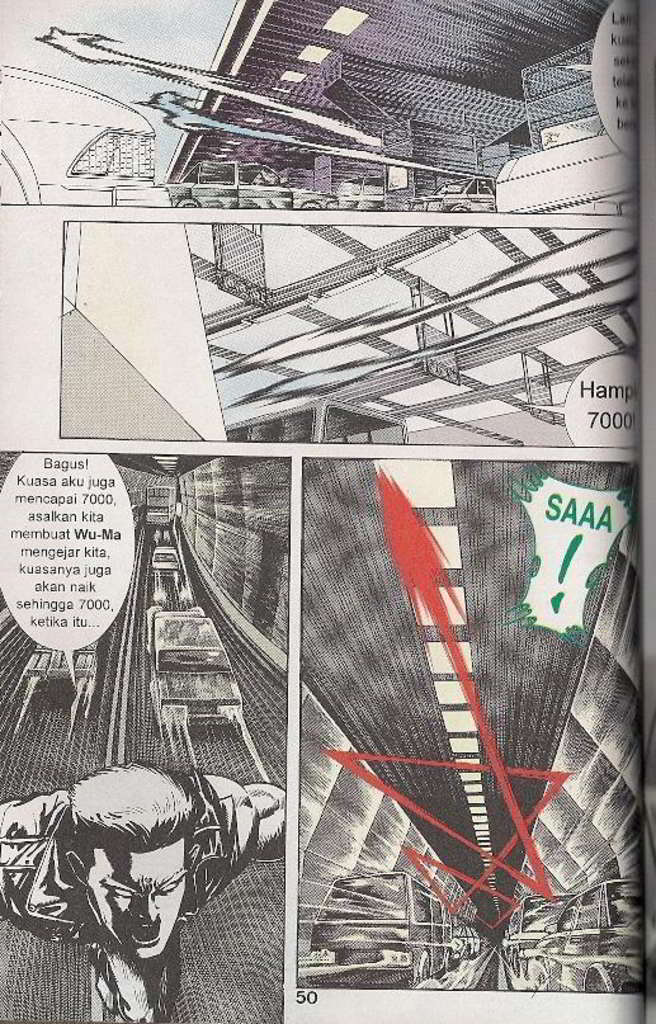 Hamp
7000!
Bagus!
Kuasa aku juga
mencapai 7000,
asalkan kita
membuat Wu-Ma
mengejar kita,
kuasanya juga
akan naik
sehingga 7000,
ketika itu...
SAAA
!
50